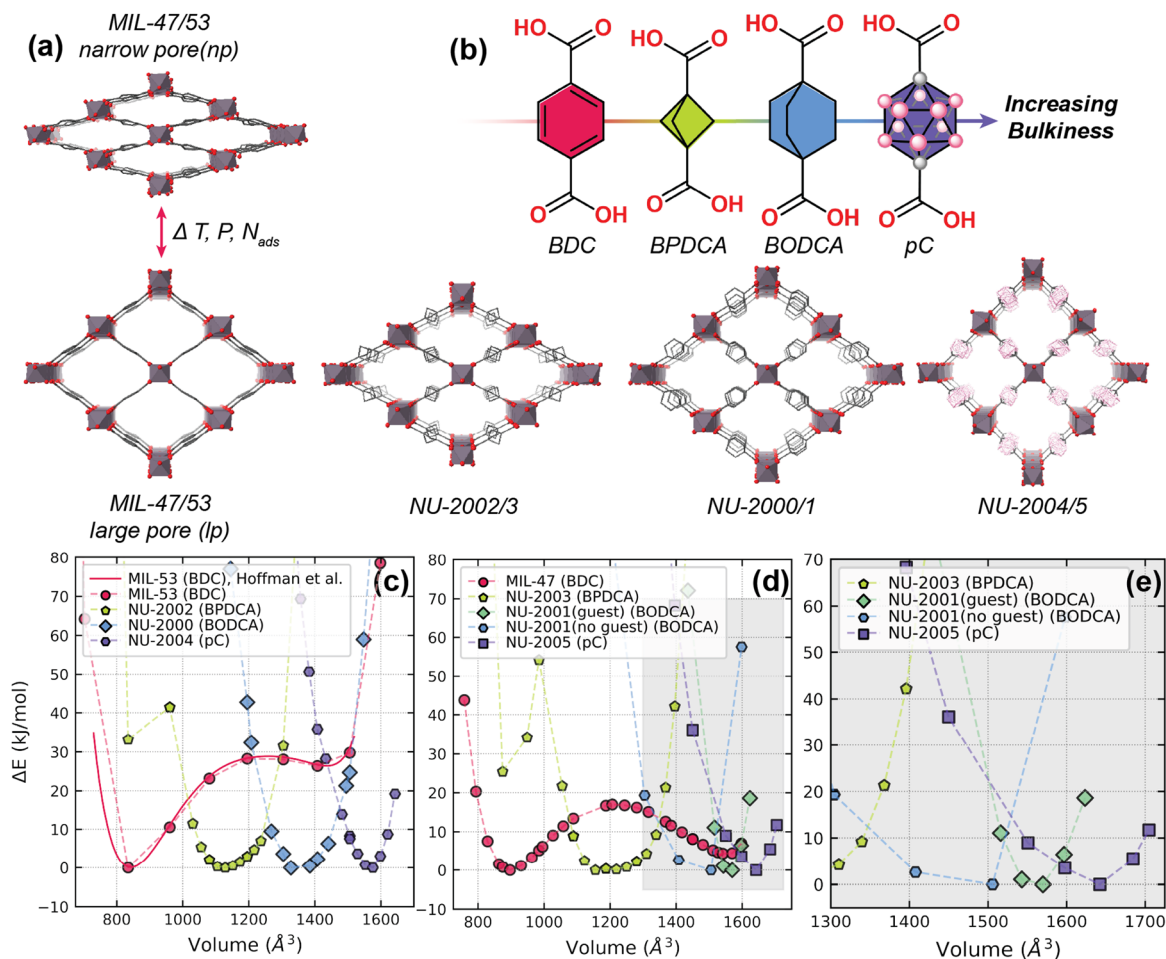 (a)
MIL-47/53
narrow pore(np)
Δ T, P, Nads
MIL-47/53
large pore (lp)
(b)
HO O
HO O
HO O
HO O
O OH
O OH
O OH
O OH
BDC
BPDCA
BODCA
pC
Increasing
Bulkiness
NU-2002/3
NU-2000/1
NU-2004/5
(c)
MIL-53 (BDC), Hoffman et al.
MIL-53 (BDC)
NU-2002 (BPDCA)
NU-2000 (BODCA)
NU-2004 (pC)
ΔE (kJ/mol)
80
70
60
50
40
30
20
10
0
−10
800 1000 1200 1400 1600
Volume (Å³)
(d)
MIL-47 (BDC)
NU-2003 (BPDCA)
NU-2001(guest) (BODCA)
NU-2001(no guest) (BODCA)
NU-2005 (pC)
80
70
60
50
40
30
20
10
0
−10
800 1000 1200 1400 1600
Volume (Å³)
(e)
NU-2003 (BPDCA)
NU-2001(guest) (BODCA)
NU-2001(no guest) (BODCA)
NU-2005 (pC)
70
60
50
40
30
20
10
0
1300 1400 1500 1600 1700
Volume (Å³)